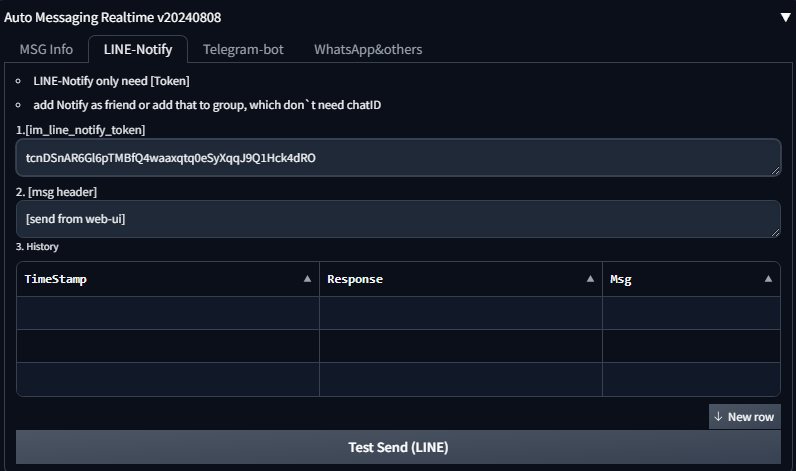 Auto Messaging Realtime v20240808
MSG Info LINE-Notify Telegram-bot WhatsApp&others
LINE-Notify only need [Token]
add Notify as friend or add that to group, which don`t need chatID
1.[im_line_notify_token]
tcnDSnAR6Gl6pTMBfQ4waaxqtq0eSyXqqJ9Q1Hck4dRO
2. [msg header]
[send from web-ui]
3. History
TimeStamp Response Msg
↓ New row
Test Send (LINE)